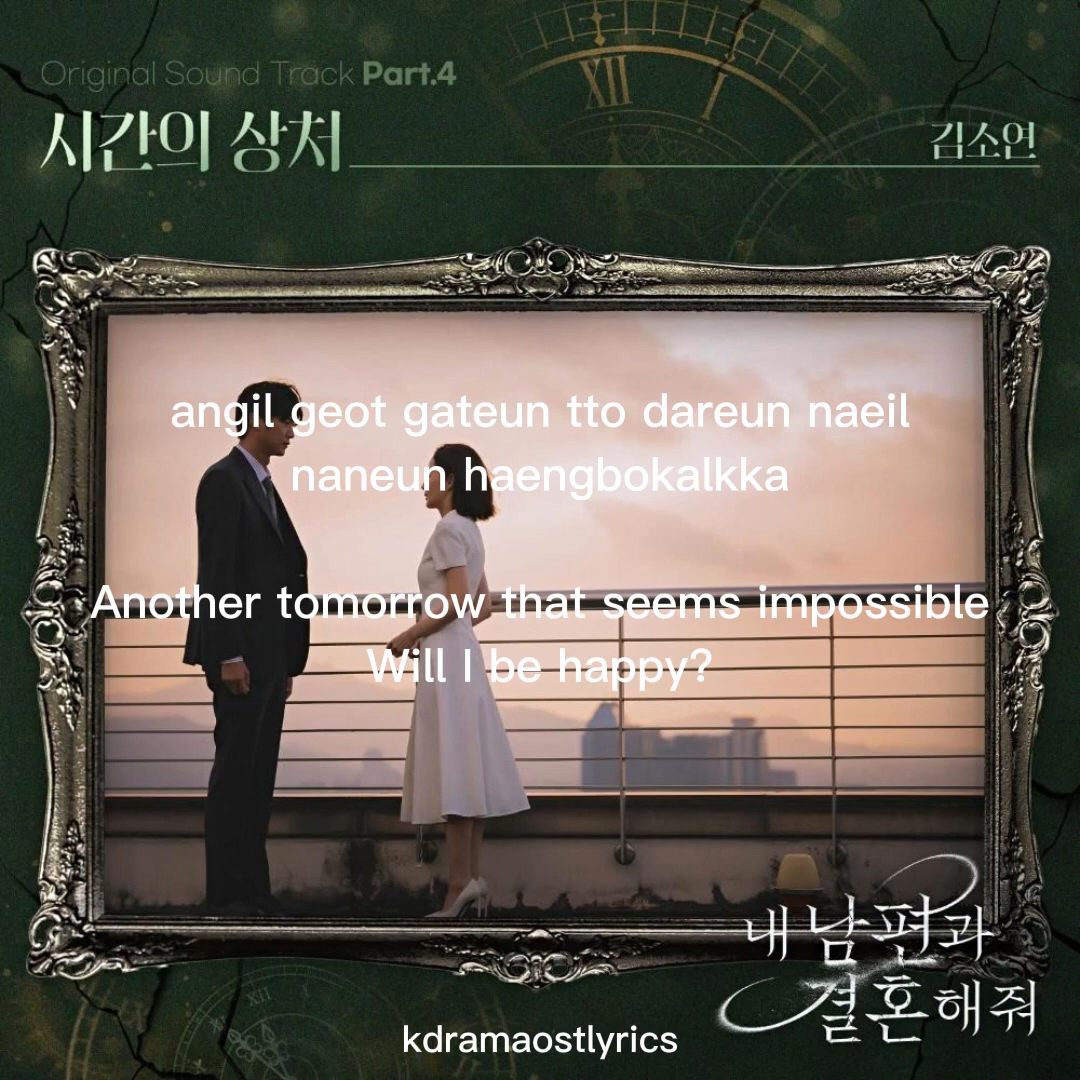 Original Sound Track Part.4
시간의 상처
김소연
XII
angil geot gateun tto dareun naeil
naneun haengbokalkka
Another tomorrow that seems impossible
Will I be happy?
내 남편과
결혼해줘
XII
kdramaostlyrics